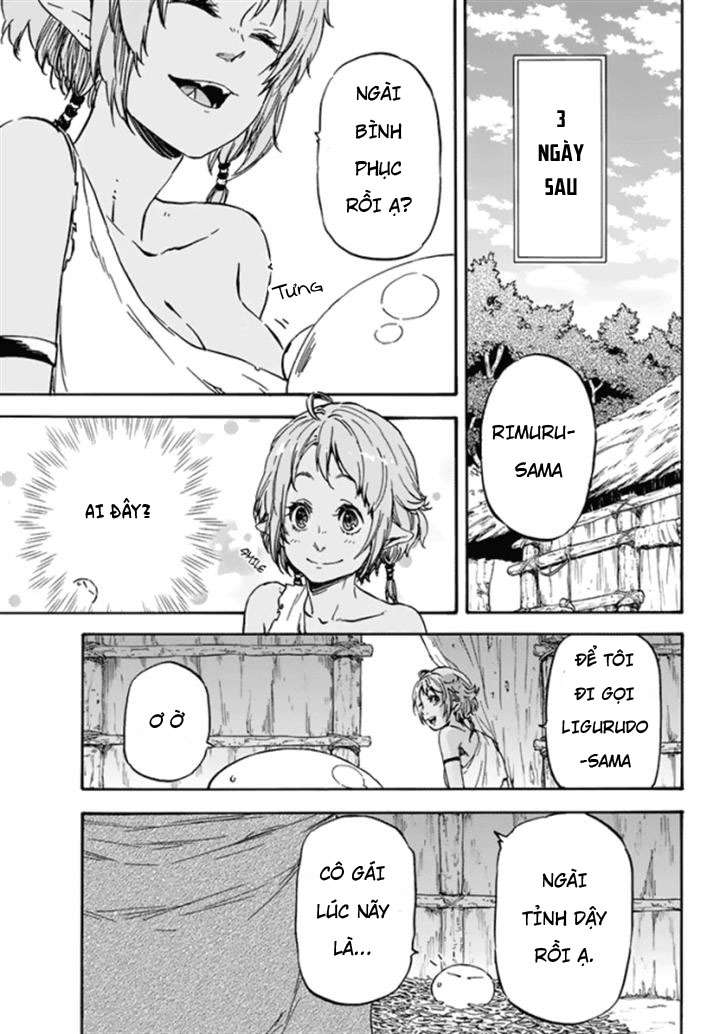 3
NGÀY
SAU
RIMURU-
SAMA
NGÀI
BÌNH
PHỤC
RỒI Ạ?
TƯNG
SMILE
AI ĐÂY?
ĐỂ TÔI
ĐI GỌI
LIGURUDO
-SAMA
Ơ Ờ
NGÀI
TỈNH DẬY
RỒI Ạ.
CÔ GÁI
LÚC NÃY
LÀ...